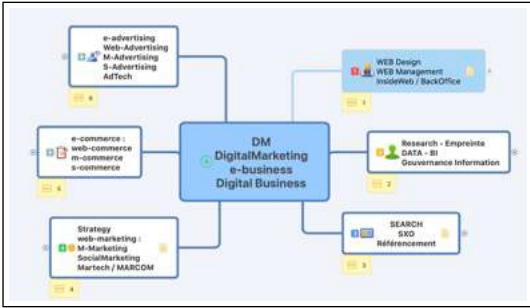 e-advertising
Web-Advertising
M-Advertising
S-Advertising
AdTech
6
WEB Design
WEB Management
InsideWeb / BackOffice
1
DM
DigitalMarketing
e-business
Digital Business
e-commerce :
web-commerce
m-commerce
s-commerce
5
Research - Empreinte
DATA - BI
Gouvernance Information
2
Strategy
web-marketing :
M-Marketing
SocialMarketing
Martech / MARCOM
4
SEARCH
SXO
Référencement
3